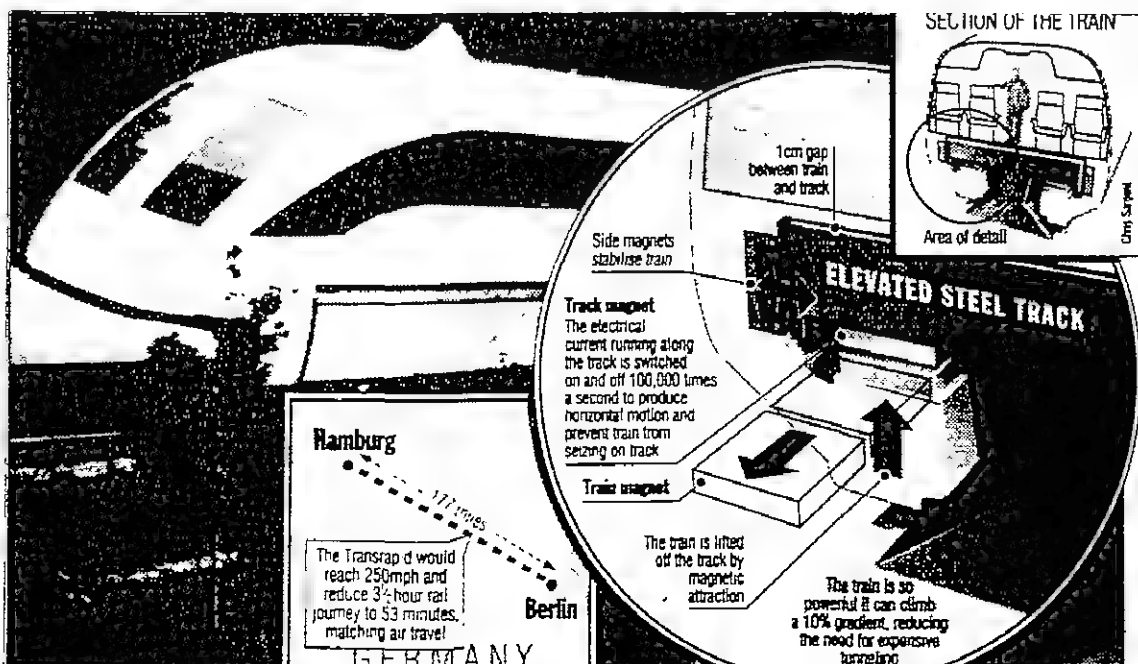 SECTION OF THE TRAIN
Area of detail
Chris Sargent
1cm gap
between train
and track
Side magnets
stabilise train
ELEVATED STEEL TRACK
Track magnet
The electrical
current running along
the track is switched
on and off 100,000 times
a second to produce
horizontal motion and
prevent train from
seizing on track
Train magnet
The train is lifted
off the track by
magnetic
attraction
The train is so
powerful it can climb
a 10% gradient, reducing
the need for expensive
tunneling
Hamburg
177 miles
Berlin
The Transrapid would
reach 250mph and
reduce 3½-hour rail
journey to 53 minutes,
matching air travel
GERMANY